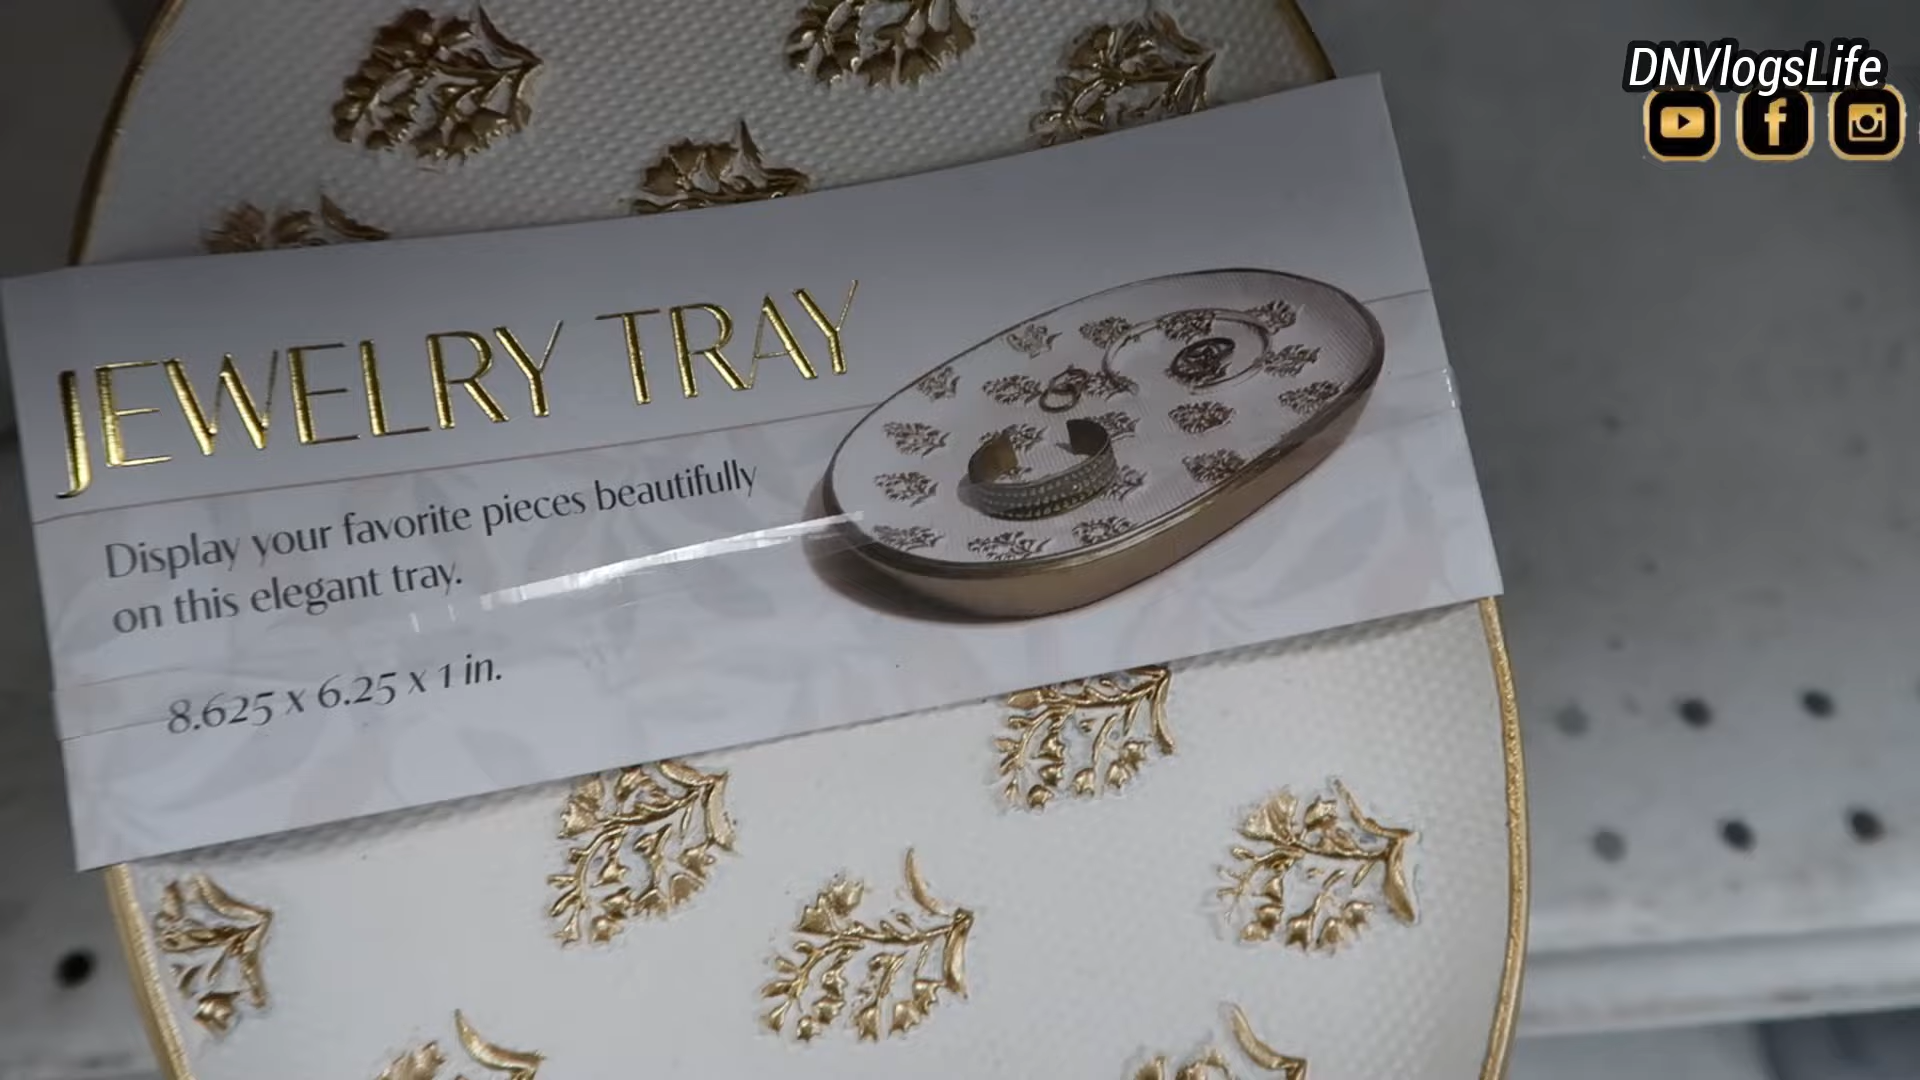 DNVlogsLife
JEWELRY TRAY
Display your favorite pieces beautifully
on this elegant tray.
8.625 x 6.25 x 1 in.